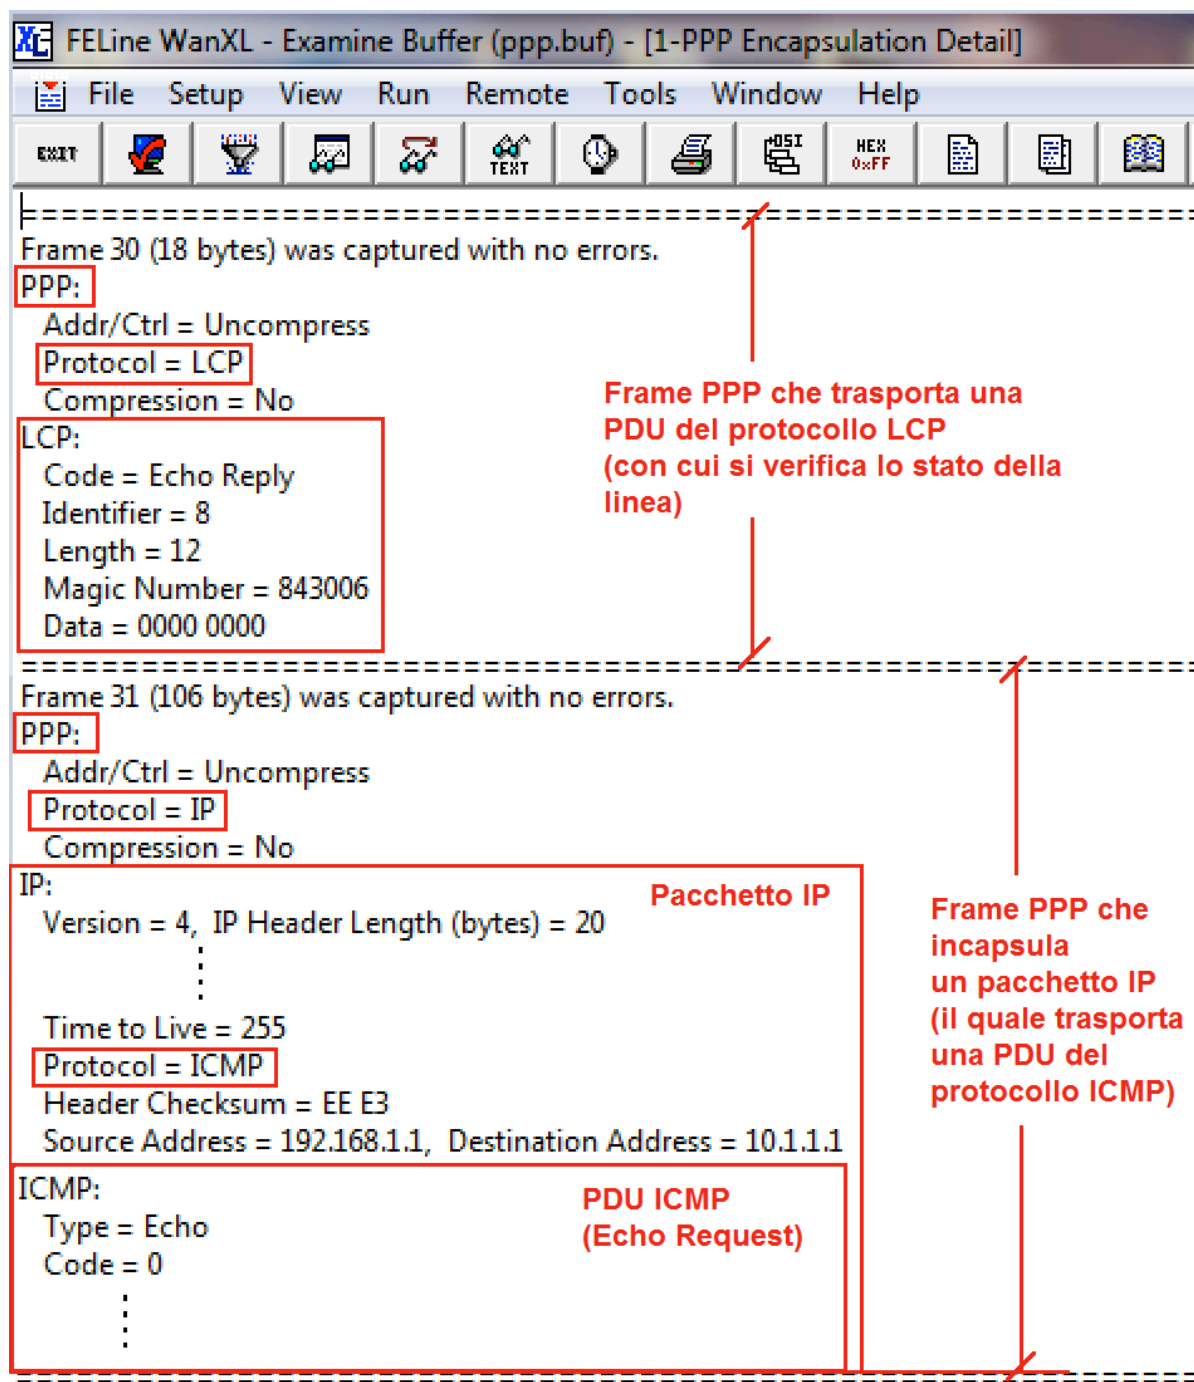 XL FELine WanXL - Examine Buffer (ppp.buf) - [1-PPP Encapsulation Detail]
File Setup View Run Remote Tools Window Help
EXIT TEXT OSI HEX 0xFF
==========================================================
Frame 30 (18 bytes) was captured with no errors.
PPP:
Addr/Ctrl = Uncompress
Protocol = LCP
Compression = No
LCP:
Code = Echo Reply
Identifier = 8
Length = 12
Magic Number = 843006
Data = 0000 0000
Frame PPP che trasporta una
PDU del protocollo LCP
(con cui si verifica lo stato della
linea)
==========================================================
Frame 31 (106 bytes) was captured with no errors.
PPP:
Addr/Ctrl = Uncompress
Protocol = IP
Compression = No
IP:
Pacchetto IP
Version = 4, IP Header Length (bytes) = 20
Time to Live = 255
Protocol = ICMP
Header Checksum = EE E3
Source Address = 192.168.1.1, Destination Address = 10.1.1.1
Frame PPP che
incapsula
un pacchetto IP
(il quale trasporta
una PDU del
protocollo ICMP)
ICMP:
Type = Echo
Code = 0
PDU ICMP
(Echo Request)
==========================================================